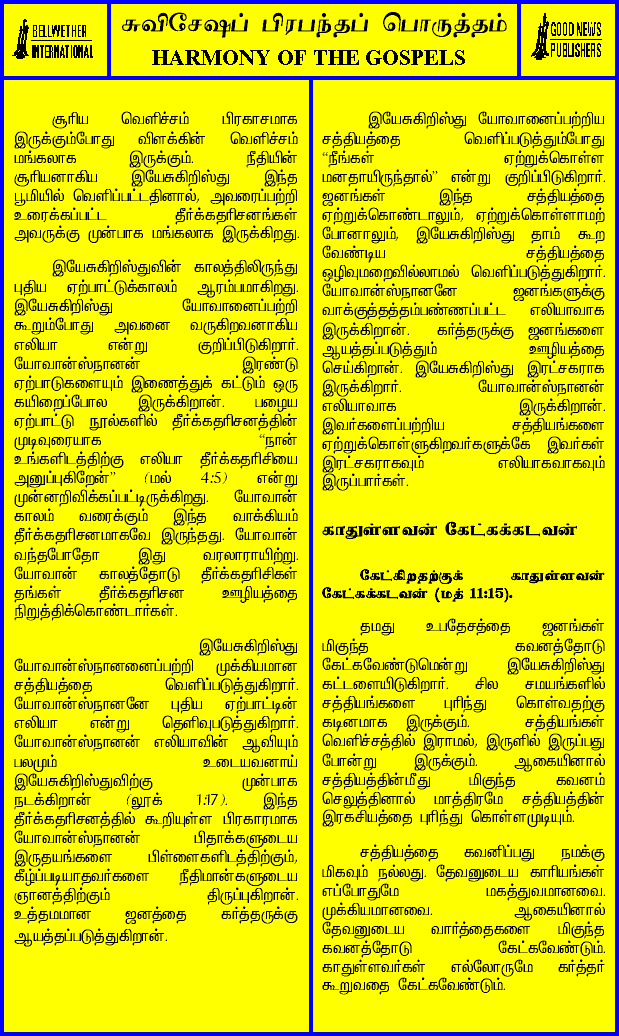 BELLWETHER
INTERNATIONAL
சுவிசேஷப் பிரபந்தப் பொருத்தம்
HARMONY OF THE GOSPELS
GOOD NEWS
PUBLISHERS
சூரிய வெளிச்சம் பிரகாசமாக
இருக்கும்போது விளக்கின் வெளிச்சம்
மங்கலாக இருக்கும். நீதியின்
சூரியனாகிய இயேசுகிறிஸ்து இந்த
பூமியில் வெளிப்பட்டதினால், அவரைப்பற்றி
உரைக்கப்பட்ட தீர்க்கதரிசனங்கள்
அவருக்கு முன்பாக மங்கலாக இருக்கிறது.
இயேசுகிறிஸ்துவின் காலத்திலிருந்து
புதிய ஏற்பாட்டுக்காலம் ஆரம்பமாகிறது.
இயேசுகிறிஸ்து யோவானைப்பற்றி
கூறும்போது அவனை வருகிறவனாகிய
எலியா என்று குறிப்பிடுகிறார்.
யோவான்ஸ்நானன் இரண்டு
ஏற்பாடுகளையும் இணைத்துக் கட்டும் ஒரு
கயிறைப்போல இருக்கிறான். பழைய
ஏற்பாட்டு நூல்களில் தீர்க்கதரிசனத்தின்
முடிவுரையாக “நான்
உங்களிடத்திற்கு எலியா தீர்க்கதரிசியை
அனுப்புகிறேன்” (மல் 4:5) என்று
முன்னறிவிக்கப்பட்டிருக்கிறது. யோவான்
காலம் வரைக்கும் இந்த வாக்கியம்
தீர்க்கதரிசனமாகவே இருந்தது. யோவான்
வந்தபோதோ இது வரலாராயிற்று.
யோவான் காலத்தோடு தீர்க்கதரிசிகள்
தங்கள் தீர்க்கதரிசன ஊழியத்தை
நிறுத்திக்கொண்டார்கள்.
இயேசுகிறிஸ்து
யோவான்ஸ்நானனைப்பற்றி முக்கியமான
சத்தியத்தை வெளிப்படுத்துகிறார்.
யோவான்ஸ்நானனே புதிய ஏற்பாட்டின்
எலியா என்று தெளிவுபடுத்துகிறார்.
யோவான்ஸ்நானன் எலியாவின் ஆவியும்
பலமும் உடையவனாய்
இயேசுகிறிஸ்துவிற்கு முன்பாக
நடக்கிறான் (லூக் 1:17). இந்த
தீர்க்கதரிசனத்தில் கூறியுள்ள பிரகாரமாக
யோவான்ஸ்நானன் பிதாக்களுடைய
இருதயங்களை பிள்ளைகளிடத்திற்கும்,
கீழ்ப்படியாதவர்களை நீதிமான்களுடைய
ஞானத்திற்கும் திருப்புகிறான்.
உத்தமமான ஜனத்தை கர்த்தருக்கு
ஆயத்தப்படுத்துகிறான்.
இயேசுகிறிஸ்து யோவானைப்பற்றிய
சத்தியத்தை வெளிப்படுத்தும்போது
“நீங்கள் ஏற்றுக்கொள்ள
மனதாயிருந்தால்” என்று குறிப்பிடுகிறார்.
ஜனங்கள் இந்த சத்தியத்தை
ஏற்றுக்கொண்டாலும், ஏற்றுக்கொள்ளாமற்
போனாலும், இயேசுகிறிஸ்து தாம் கூற
வேண்டிய சத்தியத்தை
ஒழிவுமறைவில்லாமல் வெளிப்படுத்துகிறார்.
யோவான்ஸ்நானனே ஜனங்களுக்கு
வாக்குத்தத்தம்பண்ணப்பட்ட எலியாவாக
இருக்கிறான். கர்த்தருக்கு ஜனங்களை
ஆயத்தப்படுத்தும் ஊழியத்தை
செய்கிறான். இயேசுகிறிஸ்து இரட்சகராக
இருக்கிறார். யோவான்ஸ்நானன்
எலியாவாக இருக்கிறான்.
இவர்களைப்பற்றிய சத்தியங்களை
ஏற்றுக்கொள்ளுகிறவர்களுக்கே இவர்கள்
இரட்சகராகவும் எலியாகவாகவும்
இருப்பார்கள்.
காதுள்ளவன் கேட்கக்கடவன்
கேட்கிறதற்குக் காதுள்ளவன்
கேட்கக்கடவன் (மத் 11:15).
தமது உபதேசத்தை ஜனங்கள்
மிகுந்த கவனத்தோடு
கேட்கவேண்டுமென்று இயேசுகிறிஸ்து
கட்டளையிடுகிறார். சில சமயங்களில்
சத்தியங்களை புரிந்து கொள்வதற்கு
கடினமாக இருக்கும். சத்தியங்கள்
வெளிச்சத்தில் இராமல், இருளில் இருப்பது
போன்று இருக்கும். ஆகையினால்
சத்தியத்தின்மீது மிகுந்த கவனம்
செலுத்தினால் மாத்திரமே சத்தியத்தின்
இரகசியத்தை புரிந்து கொள்ளமுடியும்.
சத்தியத்தை கவனிப்பது நமக்கு
மிகவும் நல்லது. தேவனுடைய காரியங்கள்
எப்போதுமே மகத்துவமானவை.
முக்கியமானவை. ஆகையினால்
தேவனுடைய வார்த்தைகளை மிகுந்த
கவனத்தோடு கேட்கவேண்டும்.
காதுள்ளவர்கள் எல்லோருமே கர்த்தர்
கூறுவதை கேட்கவேண்டும்.